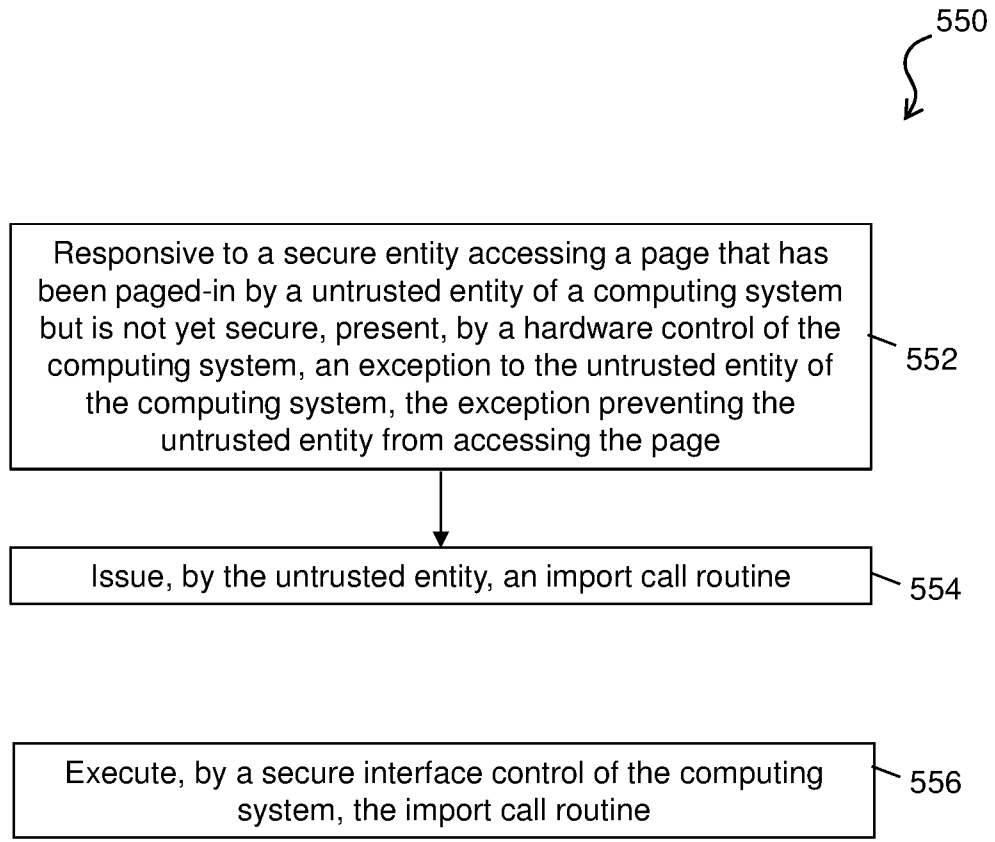 550
Responsive to a secure entity accessing a page that has
been paged-in by a untrusted entity of a computing system
but is not yet secure, present, by a hardware control of the
computing system, an exception to the untrusted entity of
the computing system, the exception preventing the
untrusted entity from accessing the page
552
Issue, by the untrusted entity, an import call routine
554
Execute, by a secure interface control of the computing
system, the import call routine
556